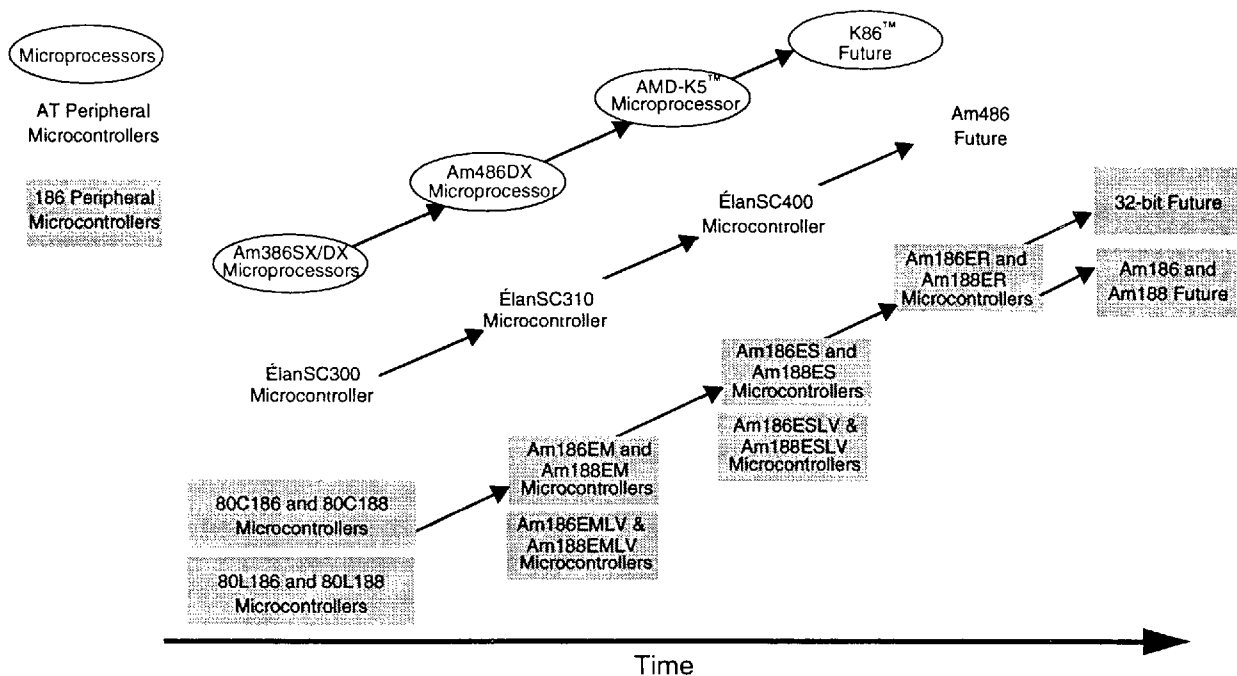 Microprocessors
AT Peripheral
Microcontrollers
186 Peripheral
Microcontrollers
K86™
Future
AMD-K5™
Microprocessor
Am486DX
Microprocessor
Am386SX/DX
Microprocessors
Am486
Future
ÉlanSC400
Microcontroller
ÉlanSC310
Microcontroller
ÉlanSC300
Microcontroller
32-bit Future
Am186 and
Am188 Future
Am186ER and
Am188ER
Microcontrollers
Am186ES and
Am188ES
Microcontrollers
Am186ESLV &
Am188ESLV
Microcontrollers
Am186EM and
Am188EM
Microcontrollers
Am186EMLV &
Am188EMLV
Microcontrollers
80C186 and 80C188
Microcontrollers
80L186 and 80L188
Microcontrollers
Time